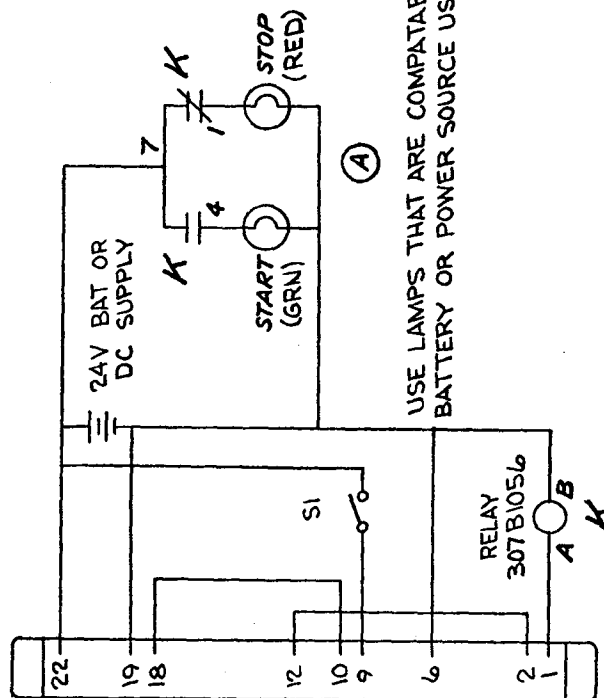 24V BAT OR
DC SUPPLY
7
K
K
4
1
START
(GRN)
STOP
(RED)
A
USE LAMPS THAT ARE COMPATAB
BATTERY OR POWER SOURCE US
S1
RELAY
307B1056
A
B
K
22
19
18
12
10
9
6
2
1